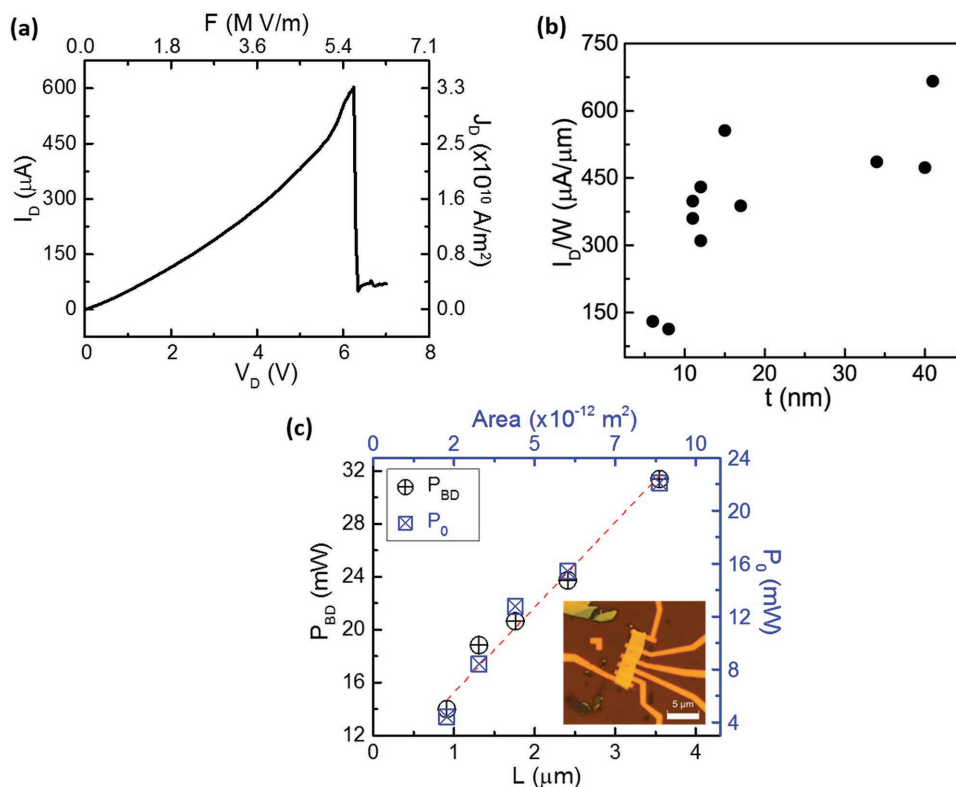 (a)
F (M V/m)
0.0 1.8 3.6 5.4 7.1
600
450
300
150
0
I_D (μA)
3.3
2.5
1.6
0.8
0.0
J_D (x10^10 A/m^2)
0 2 4 6 8
V_D (V)
(b)
750
600
450
300
150
I_D/W (μA/μm)
10 20 30 40
t (nm)
(c)
Area (x10^-12 m^2)
0 2 5 7 10
32
28
24
20
16
12
P_BD (mW)
P_BD
P_0
24
20
16
12
8
4
P_0 (mW)
5 μm
0 1 2 3 4
L (μm)